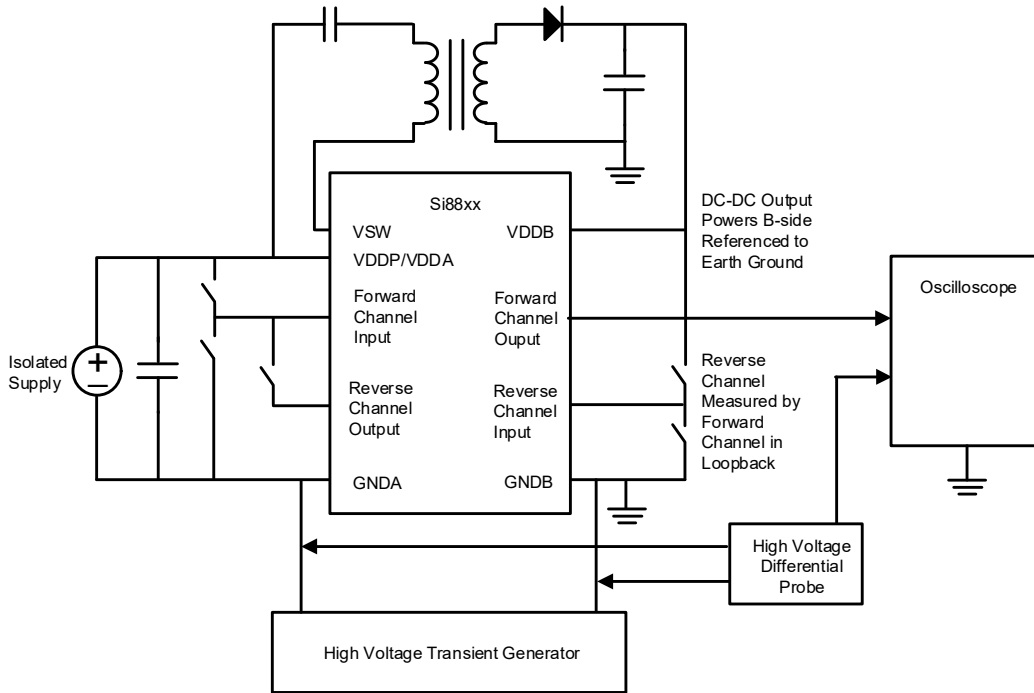 Si88xx
VSW
VDDB
VDDP/VDDA
Forward
Channel
Input
Forward
Channel
Ouput
Reverse
Channel
Output
Reverse
Channel
Input
GNDA
GNDB
DC-DC Output
Powers B-side
Referenced to
Earth Ground
Oscilloscope
Isolated
Supply
+
−
Reverse
Channel
Measured by
Forward
Channel in
Loopback
High Voltage
Differential
Probe
High Voltage Transient Generator